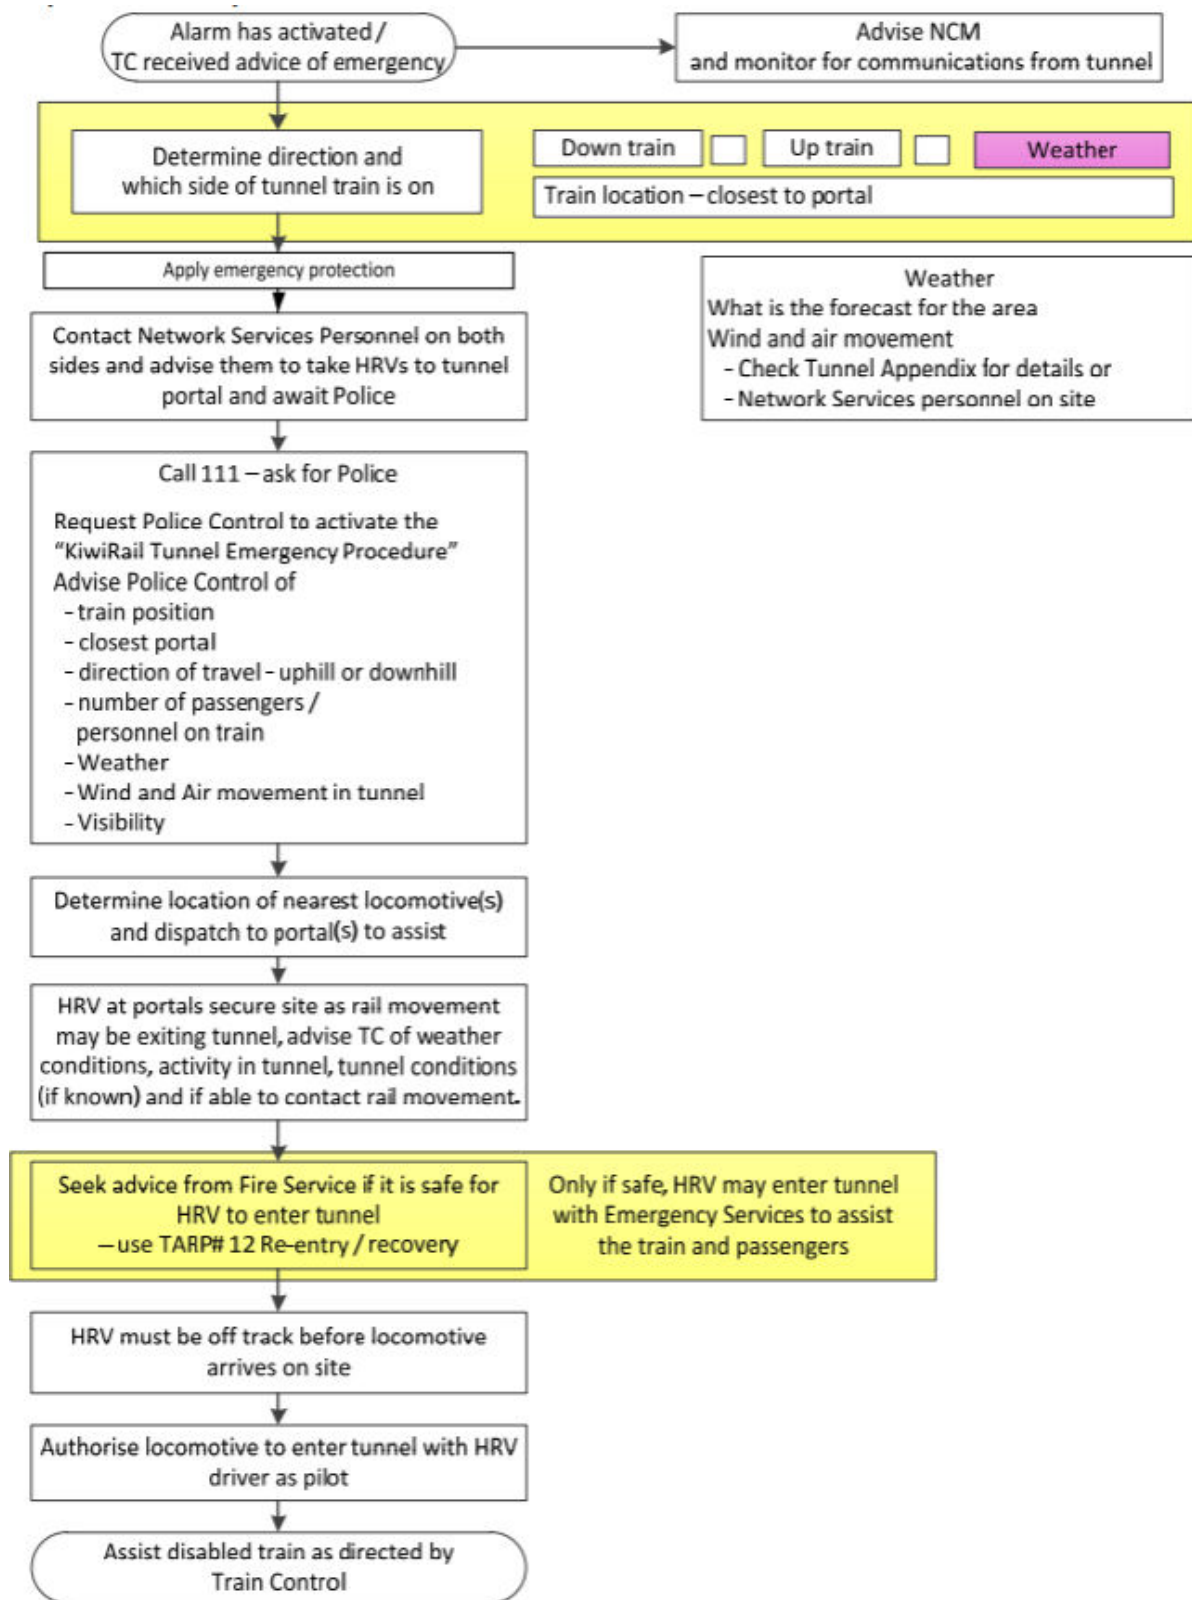 Alarm has activated /
TC received advice of emergency
Advise NCM
and monitor for communications from tunnel
Determine direction and
which side of tunnel train is on
Down train
Up train
Weather
Train location – closest to portal
Apply emergency protection
Weather
What is the forecast for the area
Wind and air movement
- Check Tunnel Appendix for details or
- Network Services personnel on site
Contact Network Services Personnel on both
sides and advise them to take HRVs to tunnel
portal and await Police
Call 111 – ask for Police
Request Police Control to activate the
“KiwiRail Tunnel Emergency Procedure”
Advise Police Control of
- train position
- closest portal
- direction of travel - uphill or downhill
- number of passengers /
personnel on train
- Weather
- Wind and Air movement in tunnel
- Visibility
Determine location of nearest locomotive(s)
and dispatch to portal(s) to assist
HRV at portals secure site as rail movement
may be exiting tunnel, advise TC of weather
conditions, activity in tunnel, tunnel conditions
(if known) and if able to contact rail movement.
Seek advice from Fire Service if it is safe for
HRV to enter tunnel
– use TARP# 12 Re-entry / recovery
Only if safe, HRV may enter tunnel
with Emergency Services to assist
the train and passengers
HRV must be off track before locomotive
arrives on site
Authorise locomotive to enter tunnel with HRV
driver as pilot
Assist disabled train as directed by
Train Control